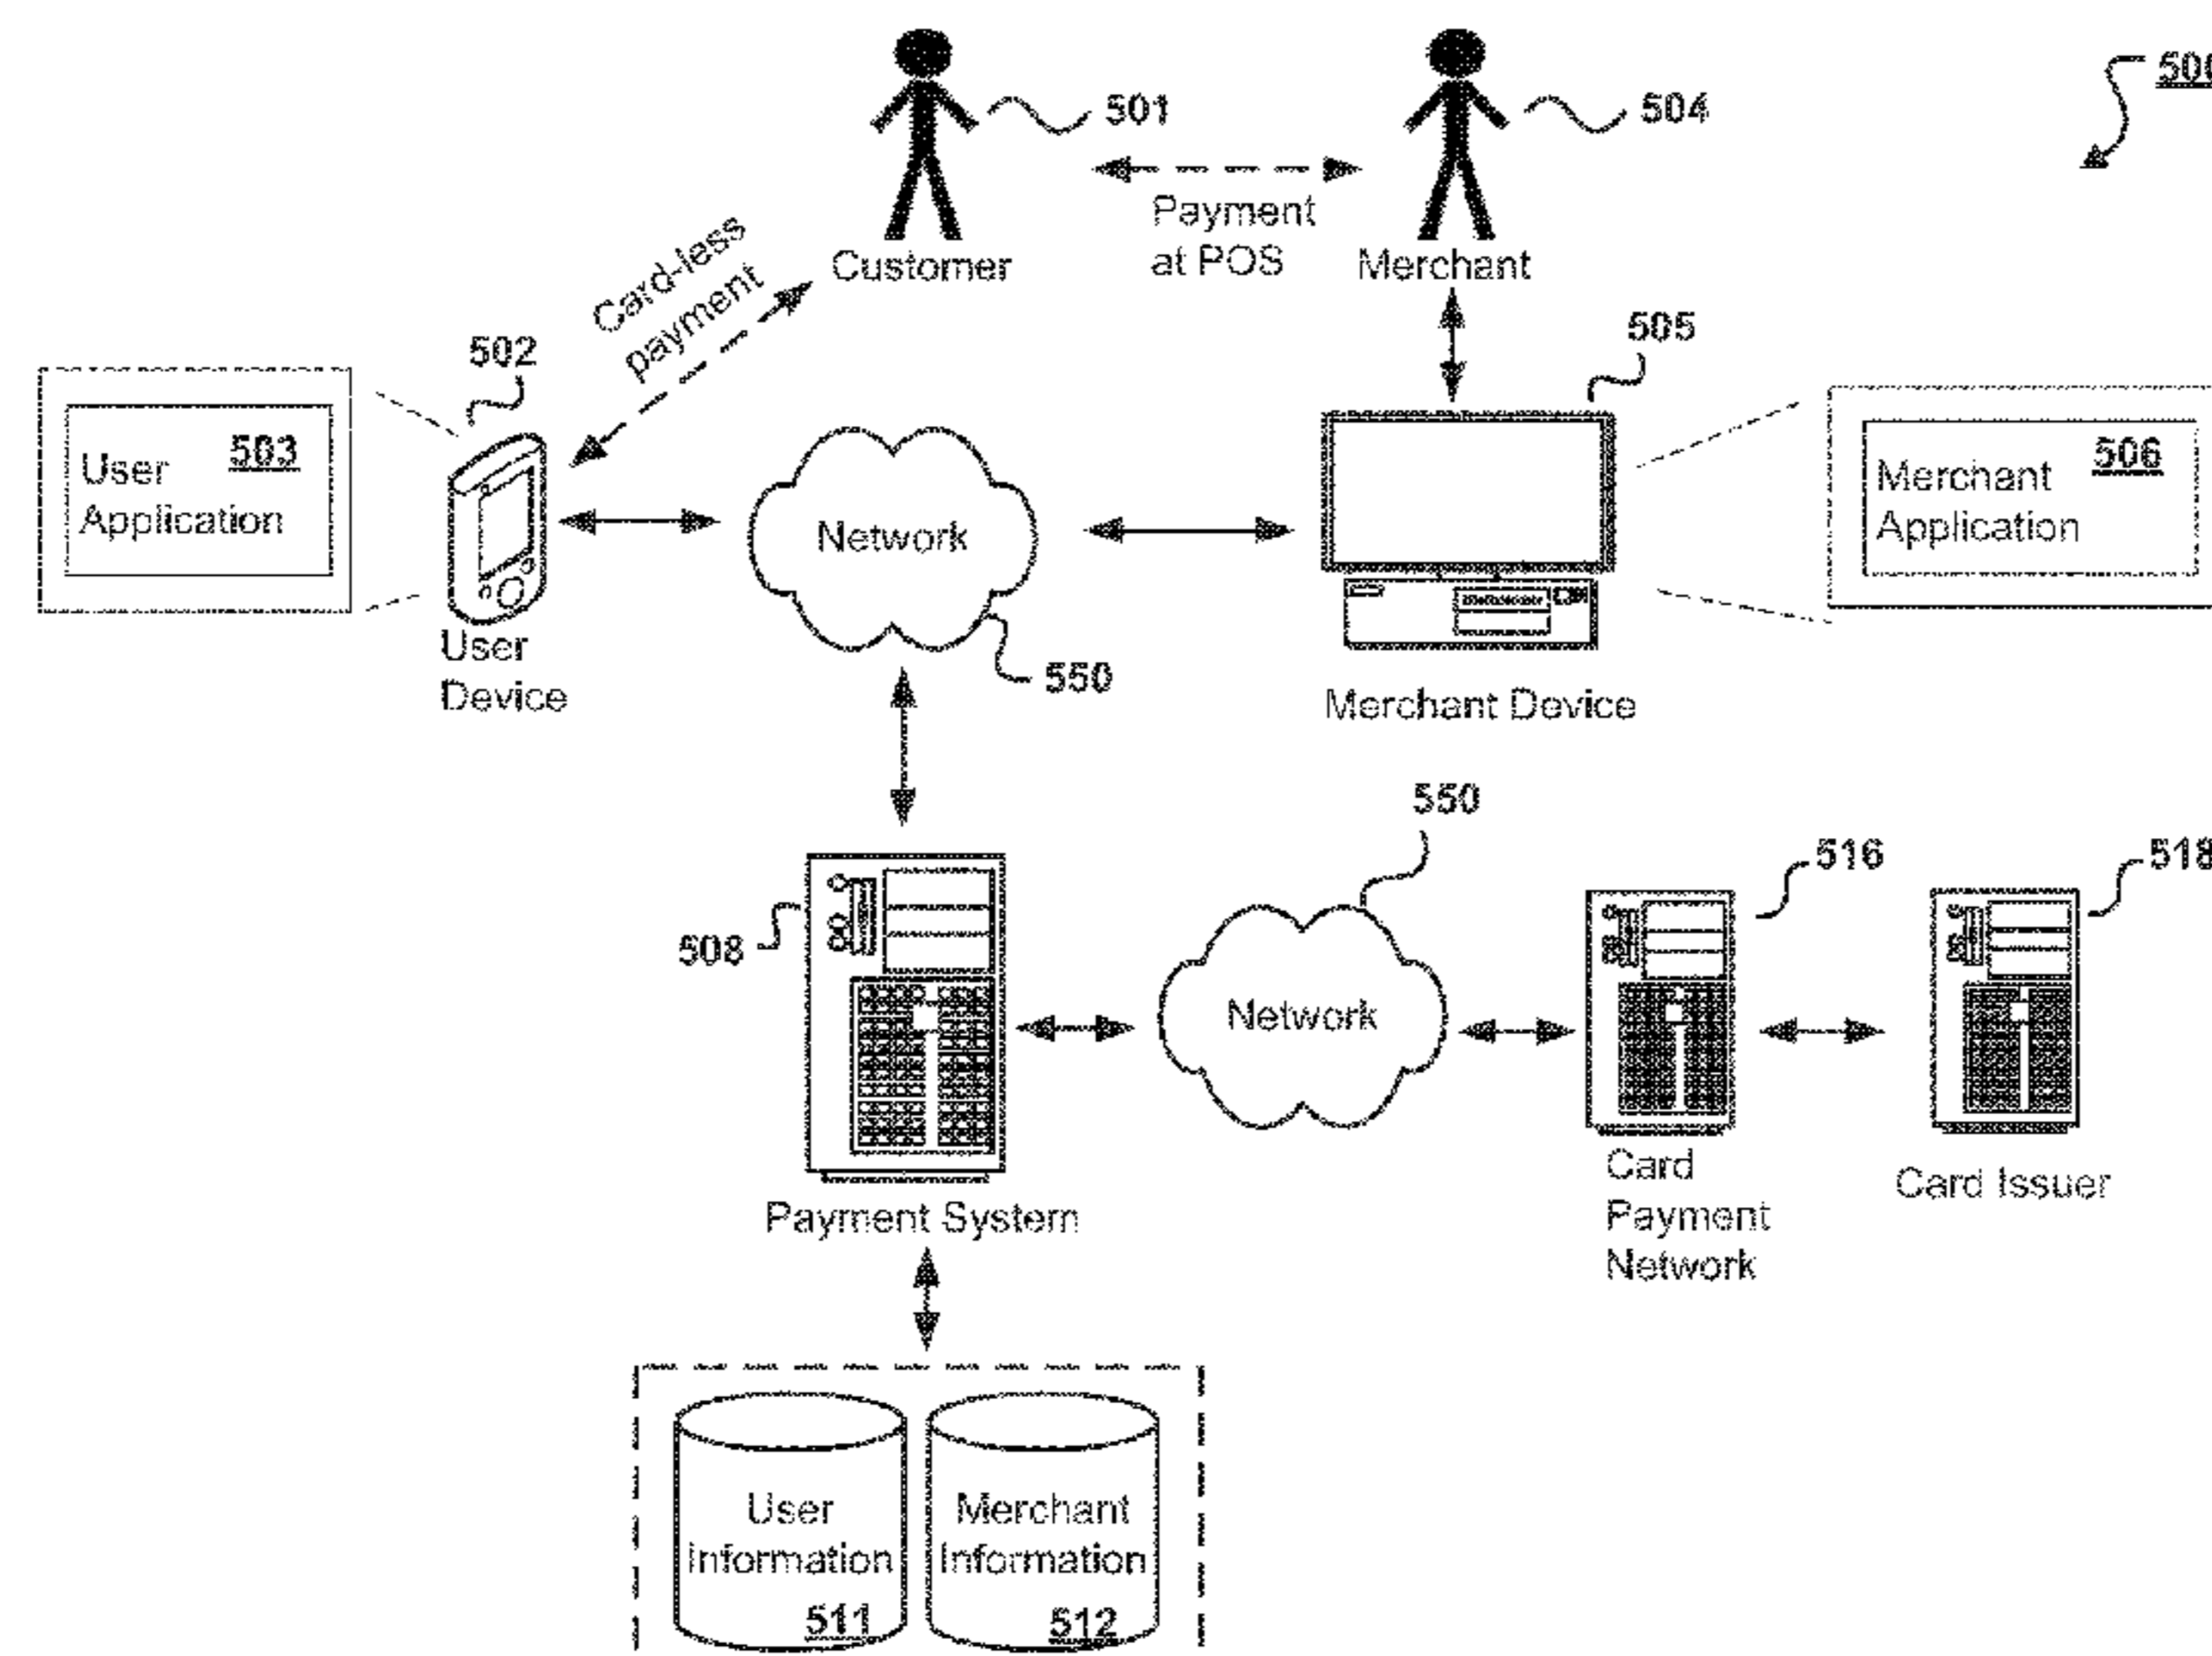 500
501
504
Payment
at POS
Customer
Merchant
Card-less
payment
502
505
User
Application
503
Merchant
Application
506
Network
User
Device
550
Merchant Device
550
516
518
508
Network
Payment System
Card
Payment
Network
Card Issuer
User
Information
511
Merchant
Information
512